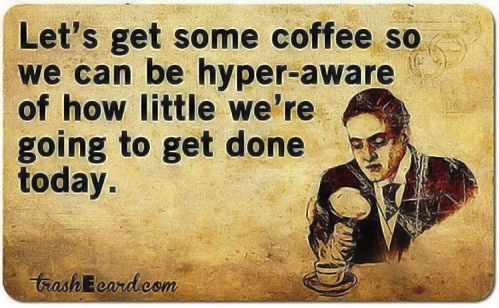 Let's get some coffee so
we can be hyper-aware
of how little we're
going to get done
today.
trashEcard.com